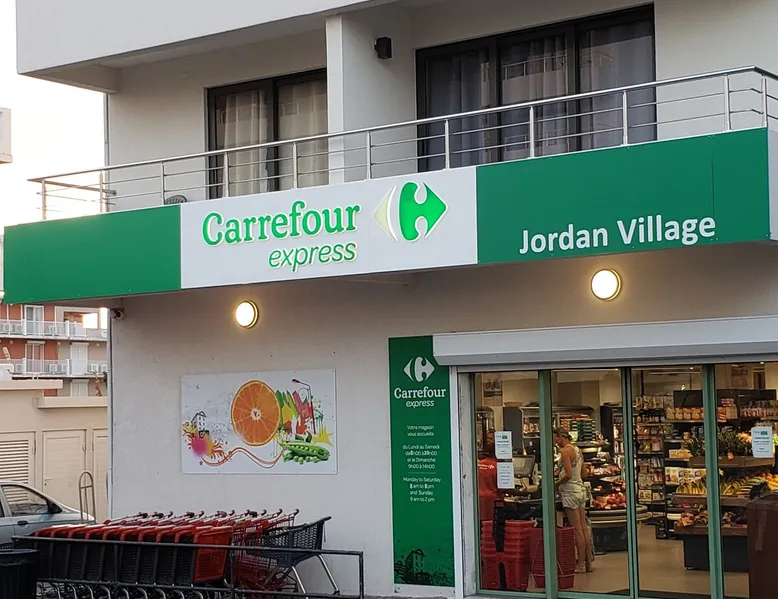 Carrefour
express
Jordan Village
Carrefour
express
Votre magasin
vous accueille
du Lundi au Samedi
de 8h00 à 20h00
et le Dimanche
9h00 à 14h00
Monday to Saturday
8 am to 8 pm
and Sunday
9 am to 2 pm